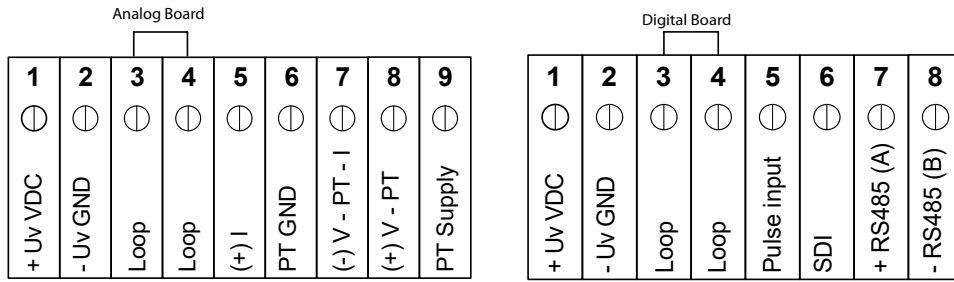 Analog Board
1 2 3 4 5 6 7 8 9
+ Uv VDC
- Uv GND
Loop
Loop
(+) I
PT GND
(-) V - PT - I
(+) V - PT
PT Supply
Digital Board
1 2 3 4 5 6 7 8
+ Uv VDC
- Uv GND
Loop
Loop
Pulse input
SDI
+ RS485 (A)
- RS485 (B)